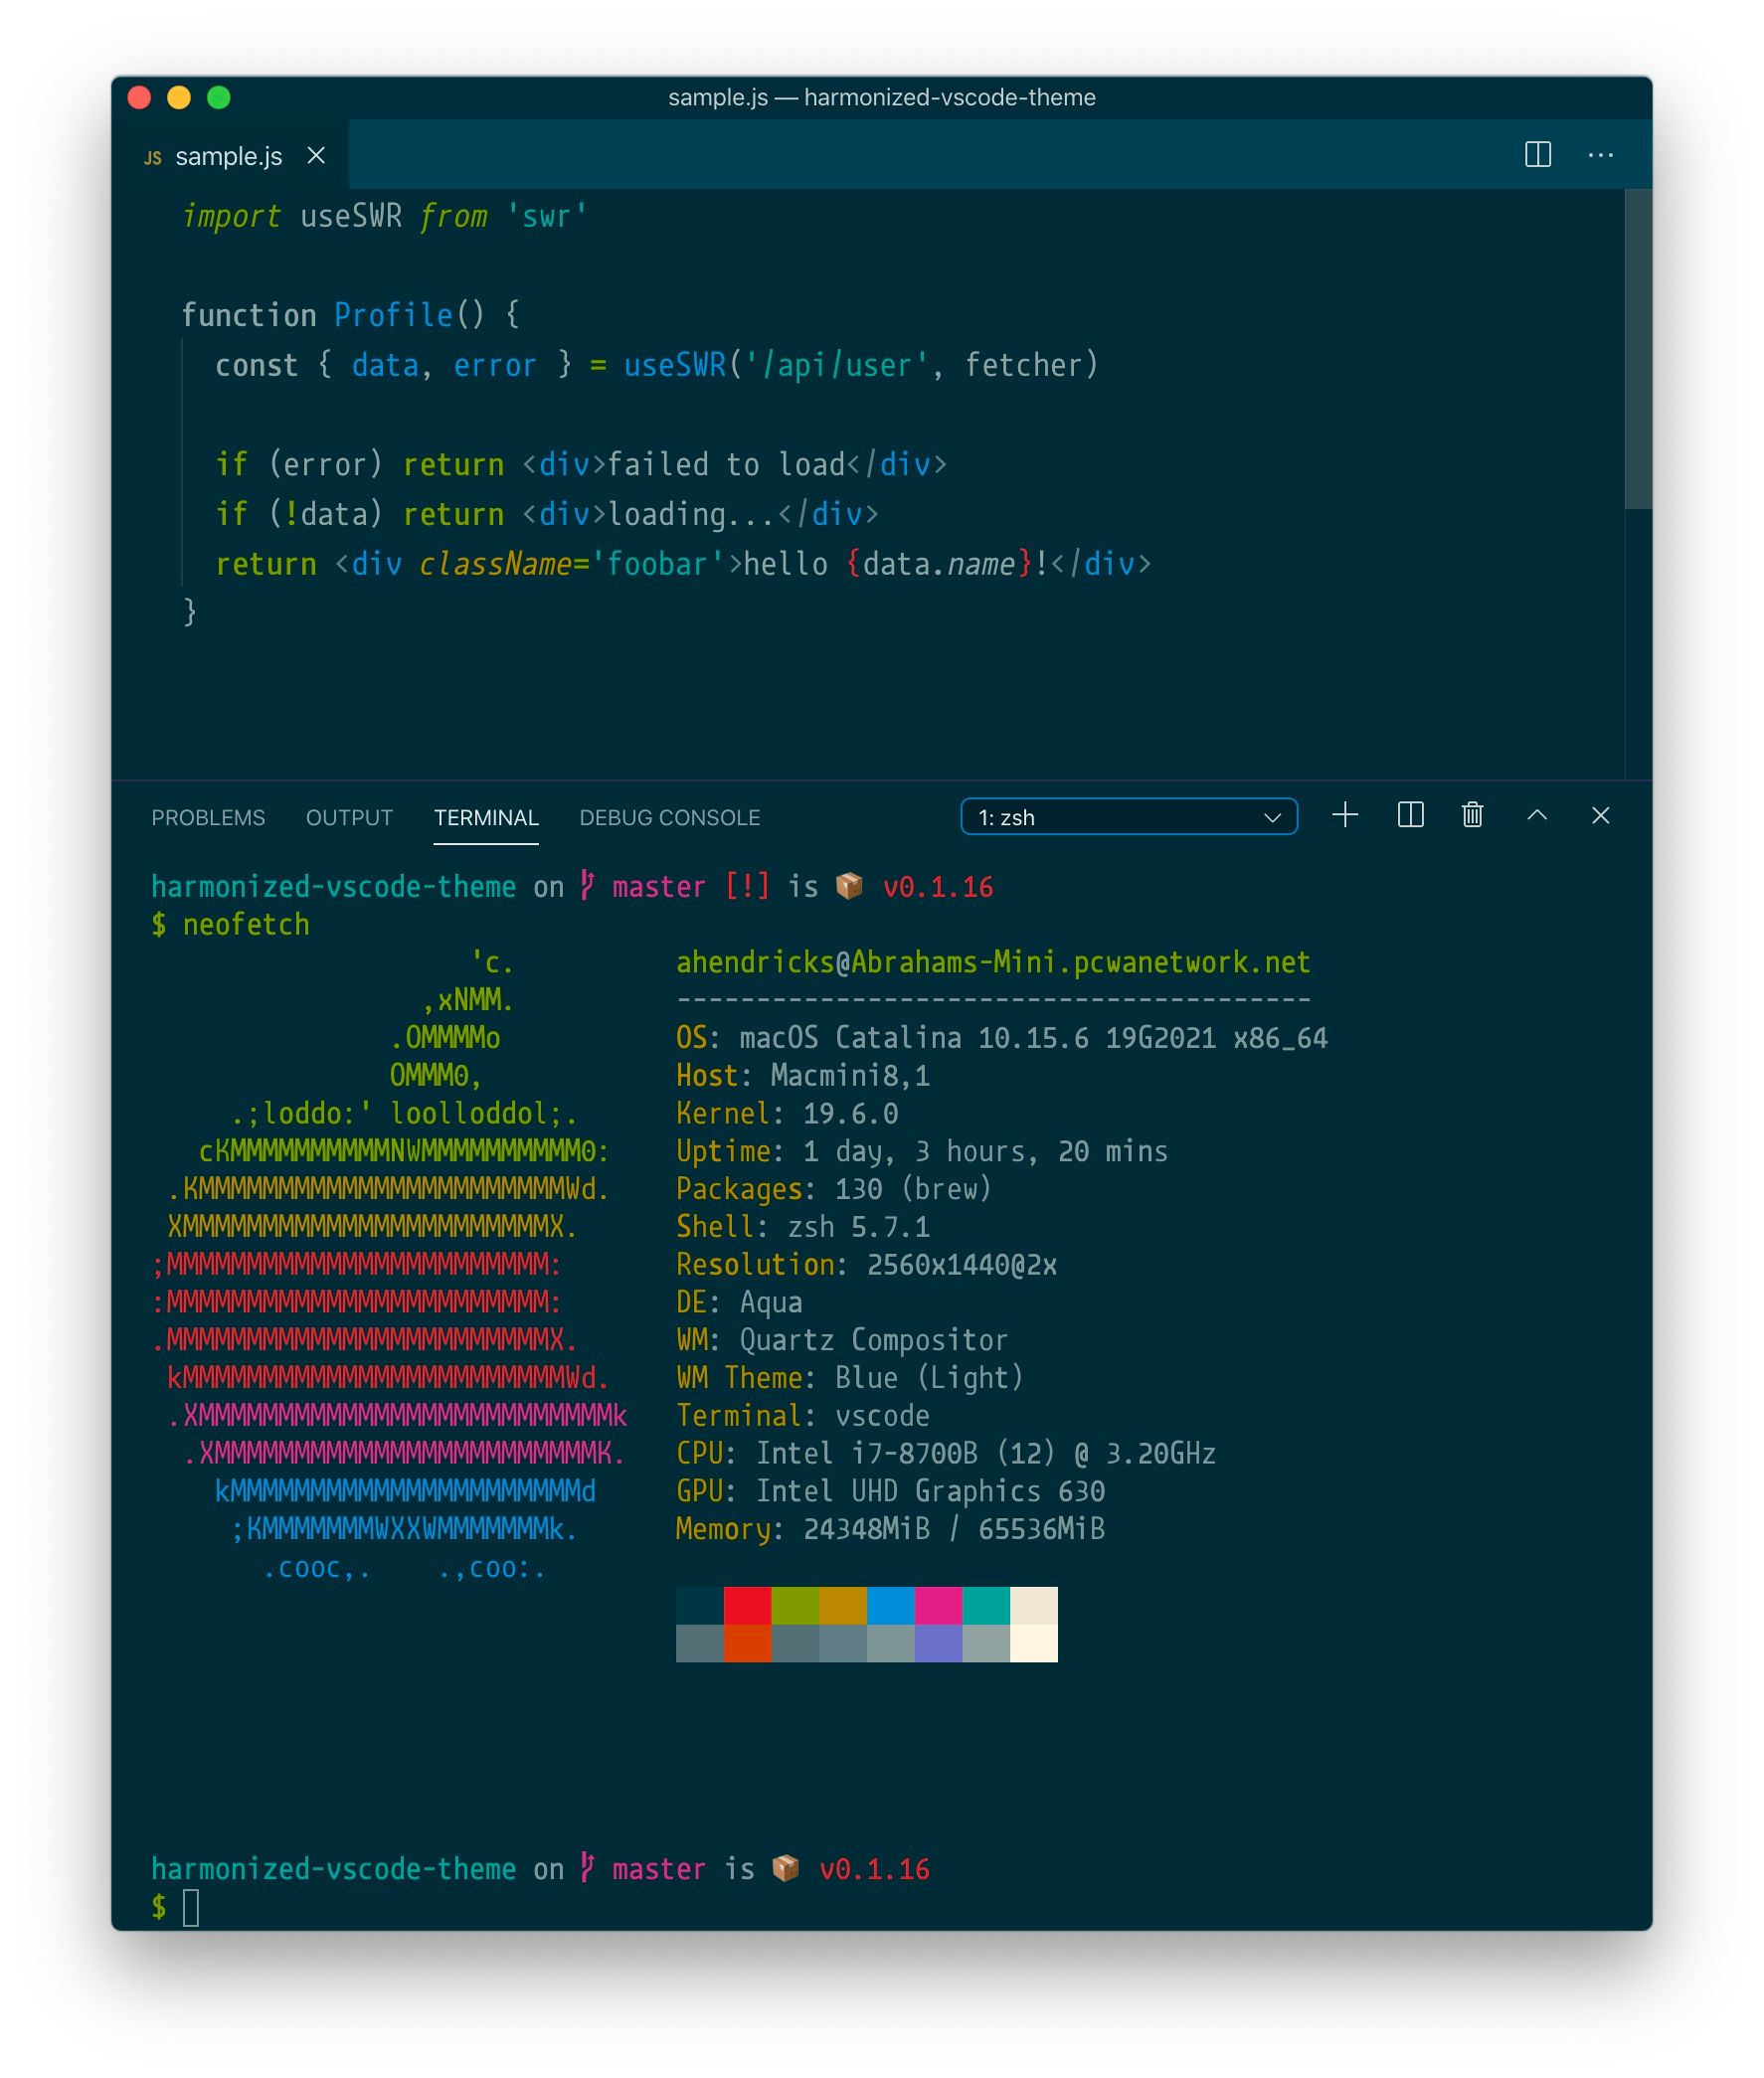 sample.js — harmonized-vscode-theme
JS sample.js
import useSWR from 'swr'
function Profile() {
const { data, error } = useSWR('/api/user', fetcher)
if (error) return <div>failed to load</div>
if (!data) return <div>loading...</div>
return <div className='foobar'>hello {data.name}!</div>
}
PROBLEMS OUTPUT TERMINAL DEBUG CONSOLE 1: zsh
harmonized-vscode-theme on master [!] is 📦 v0.1.16
$ neofetch
'c. ahendricks@Abrahams-Mini.pcwanetwork.net
,xNMM. ----------------------------------------
.OMMMMo OS: macOS Catalina 10.15.6 19G2021 x86_64
OMMM0, Host: Macmini8,1
.;loddo:' loolloddol;. Kernel: 19.6.0
cKMMMMMMMMMMNWMMMMMMMMMM0: Uptime: 1 day, 3 hours, 20 mins
.KMMMMMMMMMMMMMMMMMMMMMMMWd. Packages: 130 (brew)
XMMMMMMMMMMMMMMMMMMMMMMMX. Shell: zsh 5.7.1
;MMMMMMMMMMMMMMMMMMMMMMMM: Resolution: 2560x1440@2x
:MMMMMMMMMMMMMMMMMMMMMMMM: DE: Aqua
.MMMMMMMMMMMMMMMMMMMMMMMMX. WM: Quartz Compositor
kMMMMMMMMMMMMMMMMMMMMMMMMWd. WM Theme: Blue (Light)
.XMMMMMMMMMMMMMMMMMMMMMMMMMMk Terminal: vscode
.XMMMMMMMMMMMMMMMMMMMMMMMMK. CPU: Intel i7-8700B (12) @ 3.20GHz
kMMMMMMMMMMMMMMMMMMMMMMd GPU: Intel UHD Graphics 630
;KMMMMMMMWXXWMMMMMMMk. Memory: 24348MiB / 65536MiB
.cooc,. .,coo:.
harmonized-vscode-theme on master is 📦 v0.1.16
$